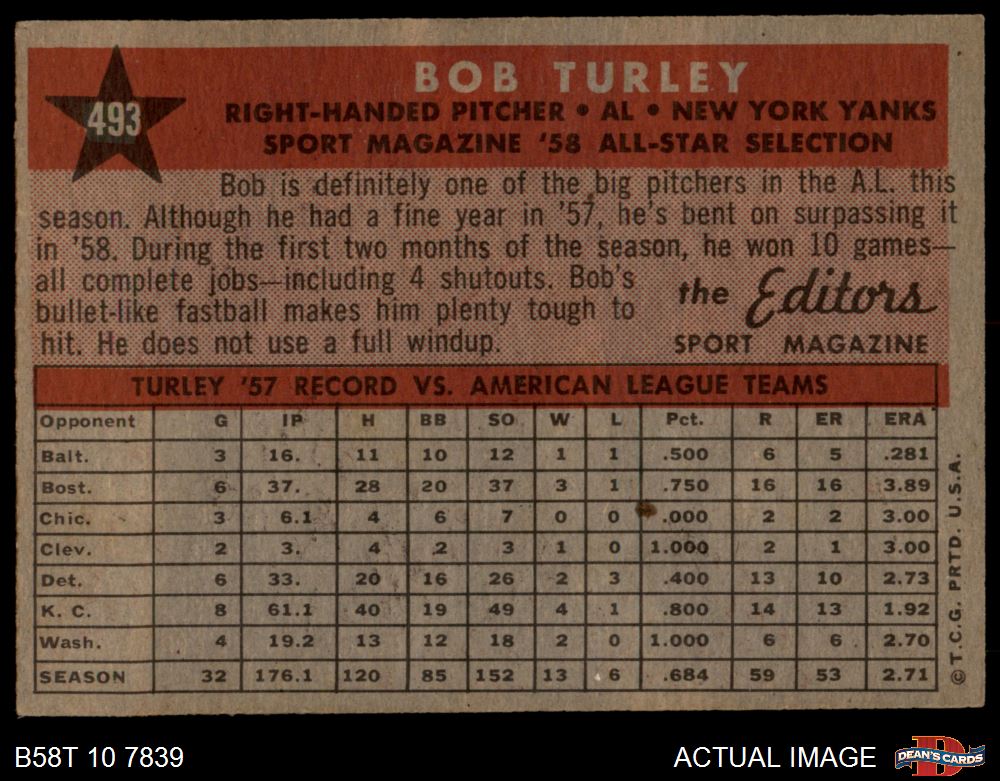 493
BOB TURLEY
RIGHT-HANDED PITCHER • AL • NEW YORK YANKS
SPORT MAGAZINE '58 ALL-STAR SELECTION
Bob is definitely one of the big pitchers in the A.L. this
season. Although he had a fine year in '57, he's bent on surpassing it
in '58. During the first two months of the season, he won 10 games—
all complete jobs—including 4 shutouts. Bob's
bullet-like fastball makes him plenty tough to
hit. He does not use a full windup.
the Editors
SPORT MAGAZINE
TURLEY '57 RECORD VS. AMERICAN LEAGUE TEAMS
Opponent G IP H BB SO W L Pct. R ER ERA
Balt. 3 16. 11 10 12 1 1 .500 6 5 .281
Bost. 6 37. 28 20 37 3 1 .750 16 16 3.89
Chic. 3 6.1 4 6 7 0 0 .000 2 2 3.00
Clev. 2 3. 4 2 3 1 0 1.000 2 1 3.00
Det. 6 33. 20 16 26 2 3 .400 13 10 2.73
K. C. 8 61.1 40 19 49 4 1 .800 14 13 1.92
Wash. 4 19.2 13 12 18 2 0 1.000 6 6 2.70
SEASON 32 176.1 120 85 152 13 6 .684 59 53 2.71
© T.C.G. PRTD. U.S.A.
B58T 10 7839
ACTUAL IMAGE
D
DEAN'S CARDS